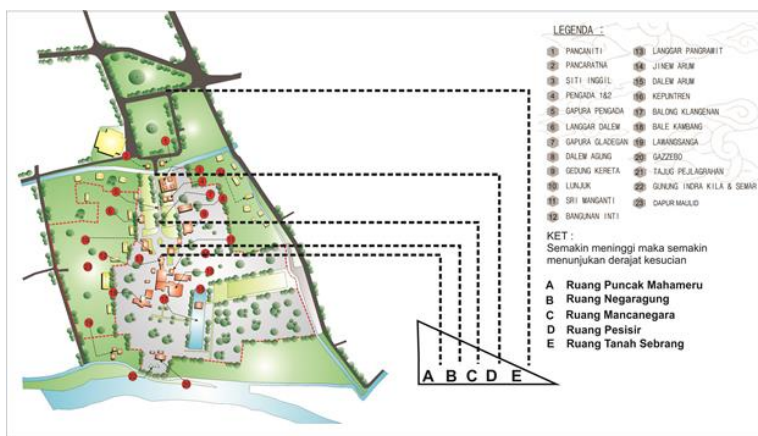 LEGENDA :
1 PANCANITI
2 PANCARATNA
3 SITI INGGIL
4 PENGADA 1&2
5 GAPURA PENGADA
6 LANGGAR DALEM
7 GAPURA GLADEGAN
8 DALEM AGUNG
9 GEDUNG KERETA
10 LUNJUK
11 SRI MANGANTI
12 BANGUNAN INTI
13 LANGGAR PANGRAMIT
14 JINEM ARUM
15 DALEM ARUM
16 KEPUNTREN
17 BALONG KLANGENAN
18 BALE KAMBANG
19 LAWANGSANGA
20 GAZZEBO
21 TAJUG PEJLAGRAHAN
22 GUNUNG INDRA KILA & SEMAR
23 DAPUR MAULID
KET :
Semakin meninggi maka semakin
menunjukan derajat kesucian
A Ruang Puncak Mahameru
B Ruang Negaragung
C Ruang Mancanegara
D Ruang Pesisir
E Ruang Tanah Sebrang
A B C D E